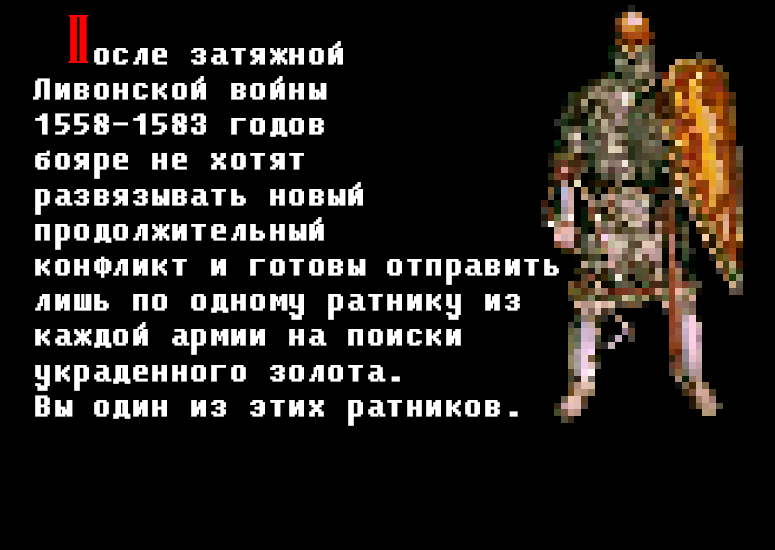 После затяжной
Ливонской войны
1558-1583 годов
бояре не хотят
развязывать новый
продолжительный
конфликт и готовы отправить
лишь по одному ратнику из
каждой армии на поиски
украденного золота.
Вы один из этих ратников.